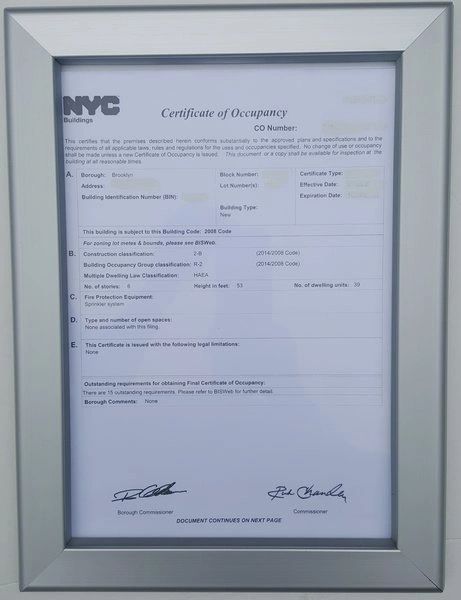 NYC
Buildings
Certificate of Occupancy
CO Number:
This certifies that the premises described herein conforms substantially to the approved plans and specifications and to the
requirements of all applicable laws, rules and regulations for the uses and occupancies specified. No change of use or occupancy
shall be made unless a new Certificate of Occupancy is issued. This document or a copy shall be available for inspection at the
building at all reasonable times.
A. Borough: Brooklyn Block Number: Certificate Type:
Address: Lot Number(s): Effective Date:
Building Identification Number (BIN): Expiration Date:
Building Type:
New
This building is subject to this Building Code: 2008 Code
For zoning lot metes & bounds, please see BISWeb.
B. Construction classification: 2-B (2014/2008 Code)
Building Occupancy Group classification: R-2 (2014/2008 Code)
Multiple Dwelling Law Classification: HAEA
No. of stories: 6 Height in feet: 53 No. of dwelling units: 39
C. Fire Protection Equipment:
Sprinkler system
D. Type and number of open spaces:
None associated with this filing.
E. This Certificate is issued with the following legal limitations:
None
Outstanding requirements for obtaining Final Certificate of Occupancy:
There are 15 outstanding requirements. Please refer to BISWeb for further detail.
Borough Comments: None
Borough Commissioner Commissioner
DOCUMENT CONTINUES ON NEXT PAGE